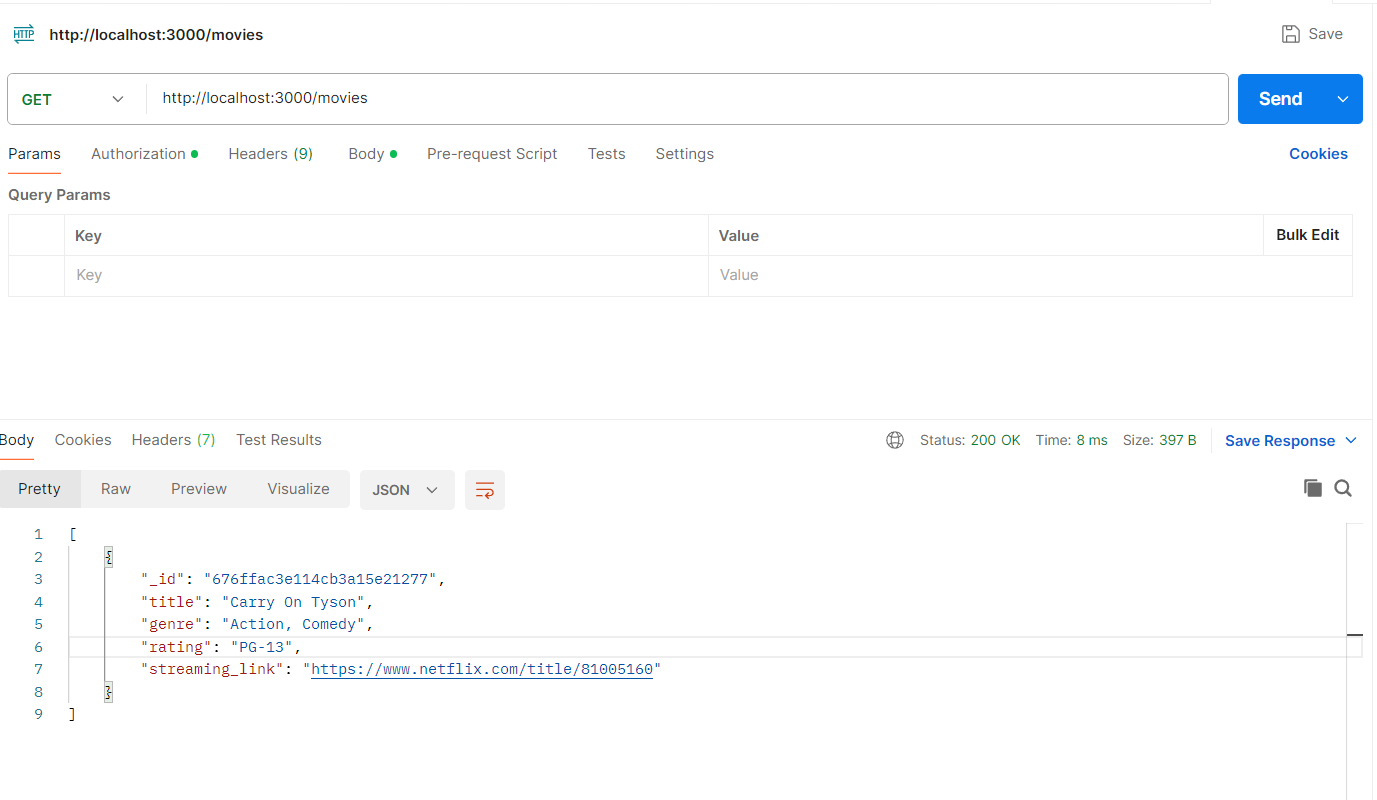 HTTP http://localhost:3000/movies Save
GET http://localhost:3000/movies Send
Params Authorization Headers (9) Body Pre-request Script Tests Settings Cookies
Query Params
Key Value Bulk Edit
Key Value
Body Cookies Headers (7) Test Results Status: 200 OK Time: 8 ms Size: 397 B Save Response
Pretty Raw Preview Visualize JSON
1 [
2 {
3 "_id": "676ffac3e114cb3a15e21277",
4 "title": "Carry On Tyson",
5 "genre": "Action, Comedy",
6 "rating": "PG-13",
7 "streaming_link": "https://www.netflix.com/title/81005160"
8 }
9 ]